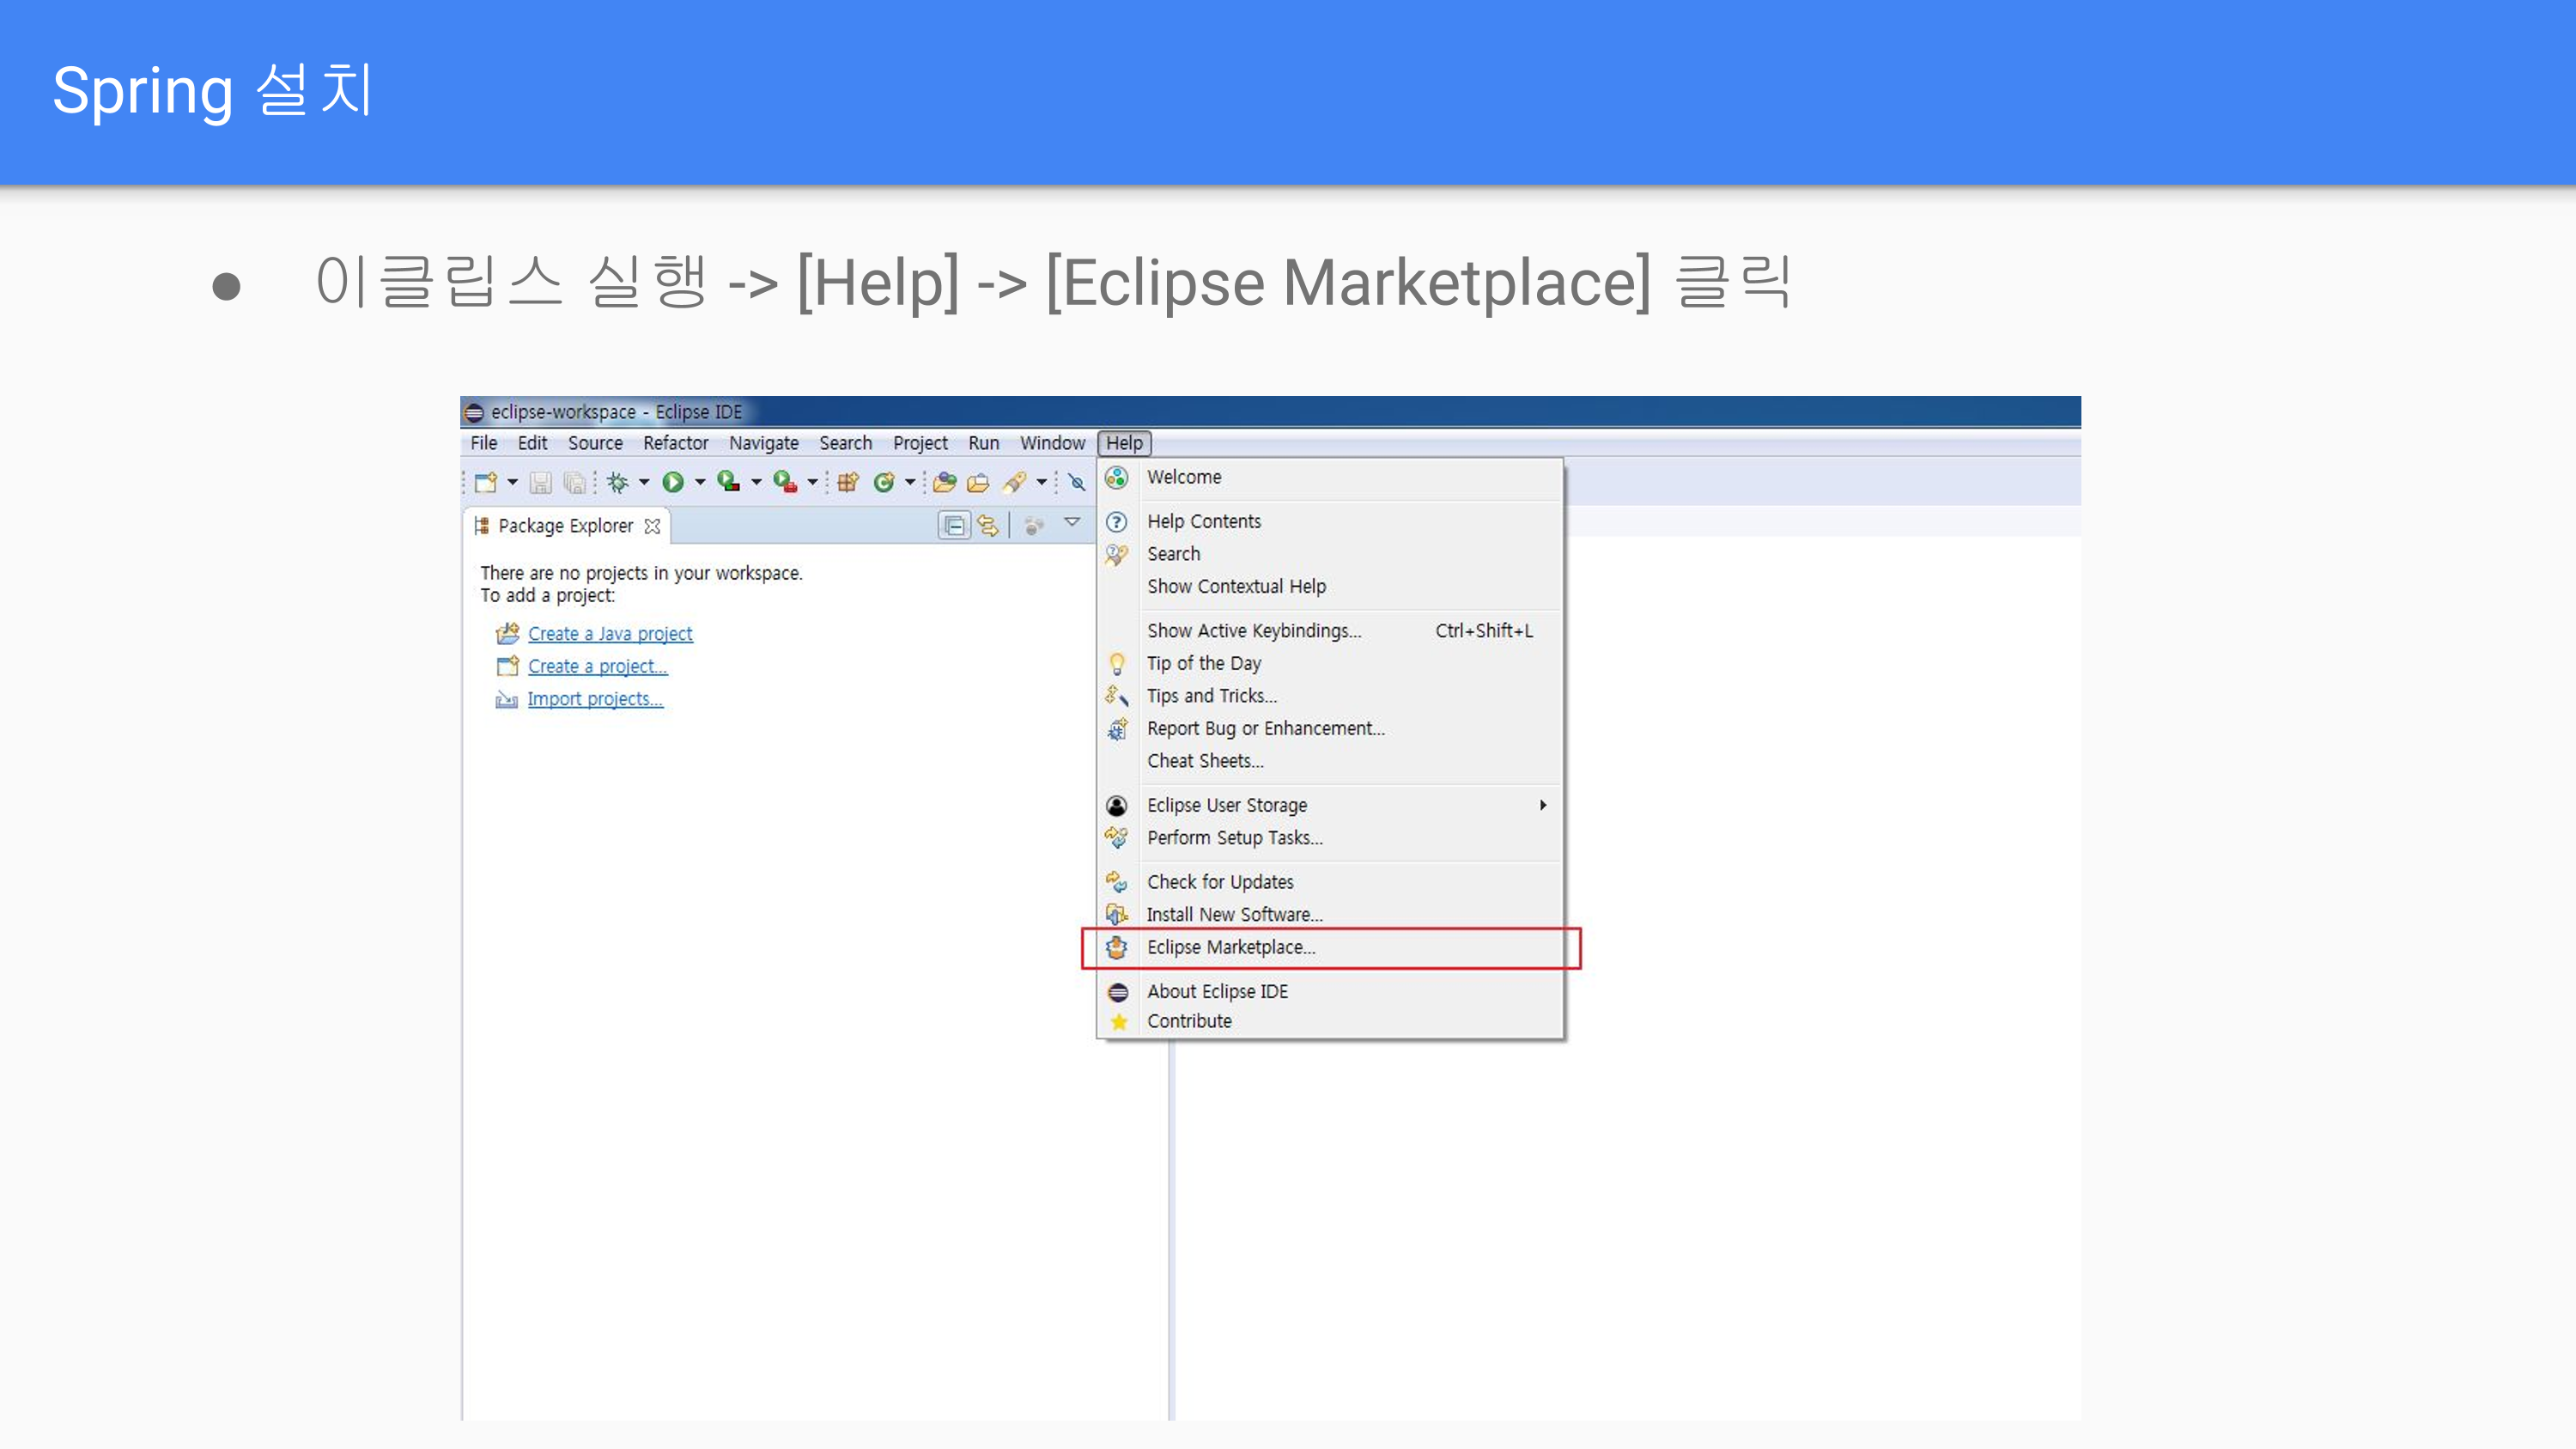 Spring 설치
● 이클립스 실행 -> [Help] -> [Eclipse Marketplace] 클릭
eclipse-workspace - Eclipse IDE
File Edit Source Refactor Navigate Search Project Run Window Help
Package Explorer
There are no projects in your workspace.
To add a project:
Create a Java project
Create a project...
Import projects...
Welcome
Help Contents
Search
Show Contextual Help
Show Active Keybindings... Ctrl+Shift+L
Tip of the Day
Tips and Tricks...
Report Bug or Enhancement...
Cheat Sheets...
Eclipse User Storage
Perform Setup Tasks...
Check for Updates
Install New Software...
Eclipse Marketplace...
About Eclipse IDE
Contribute